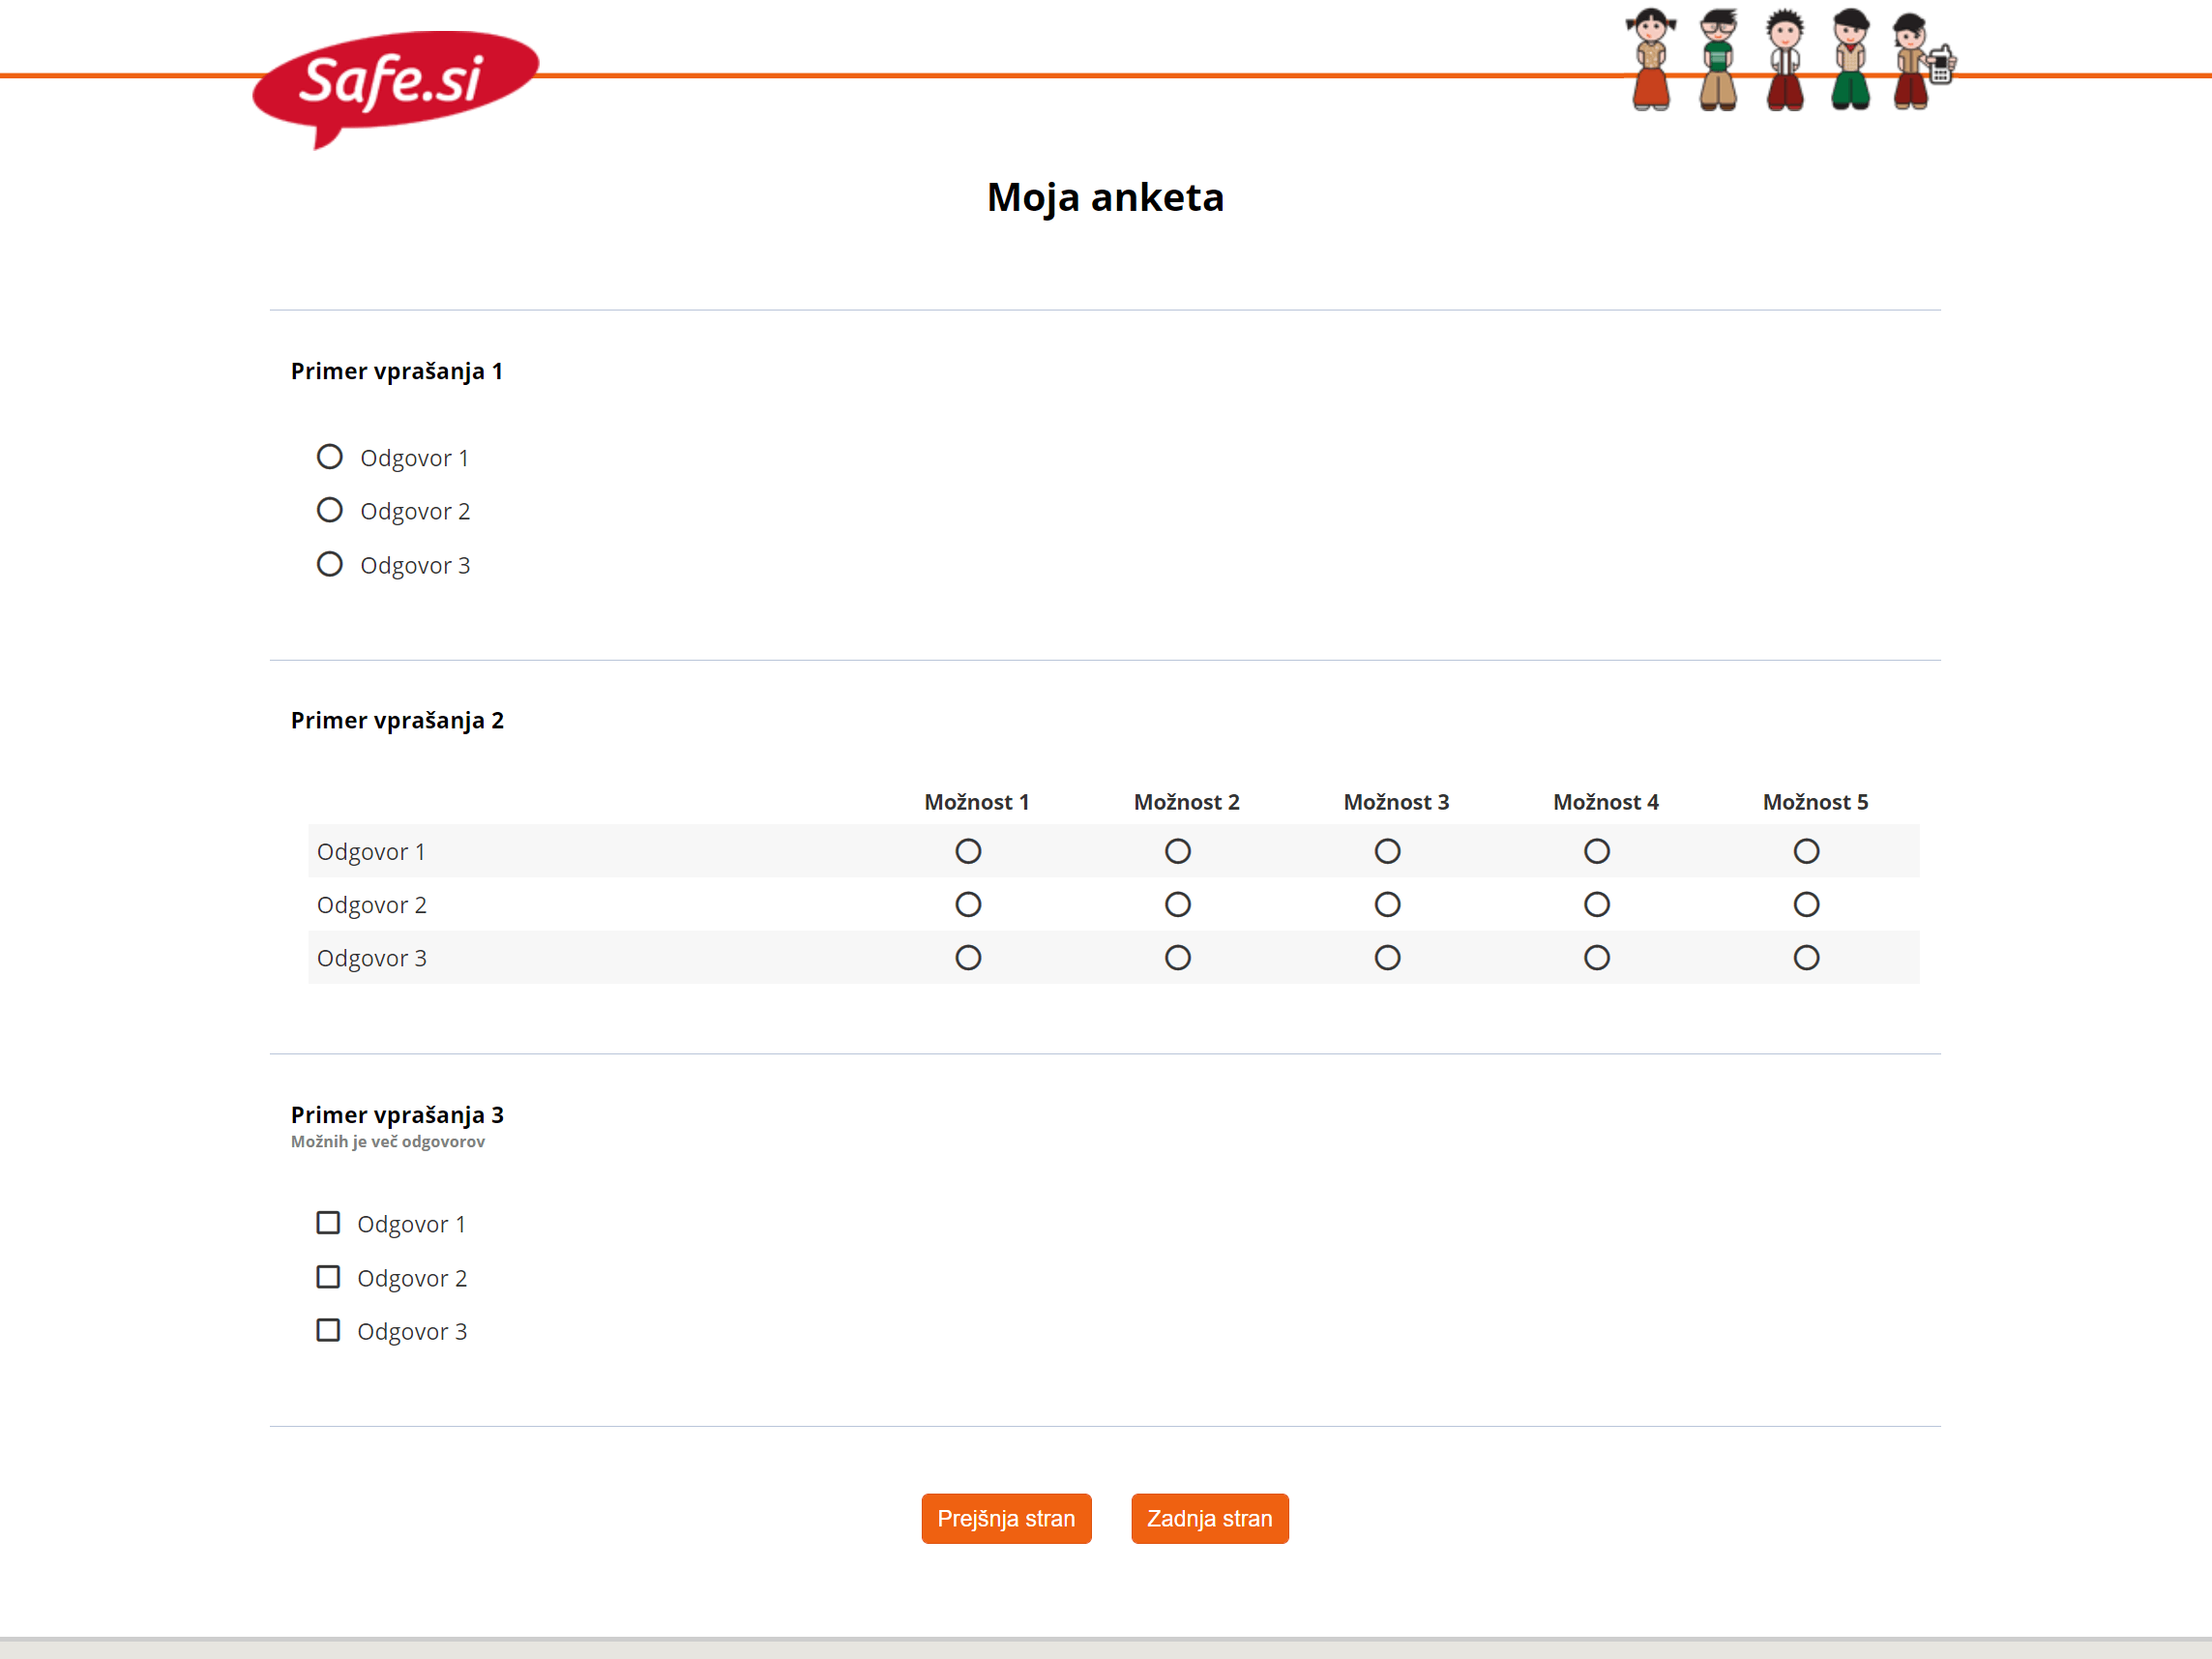 Safe.si
Moja anketa
Primer vprašanja 1
Odgovor 1
Odgovor 2
Odgovor 3
Primer vprašanja 2
Možnost 1 Možnost 2 Možnost 3 Možnost 4 Možnost 5
Odgovor 1
Odgovor 2
Odgovor 3
Primer vprašanja 3
Možnih je več odgovorov
Odgovor 1
Odgovor 2
Odgovor 3
Prejšnja stran Zadnja stran